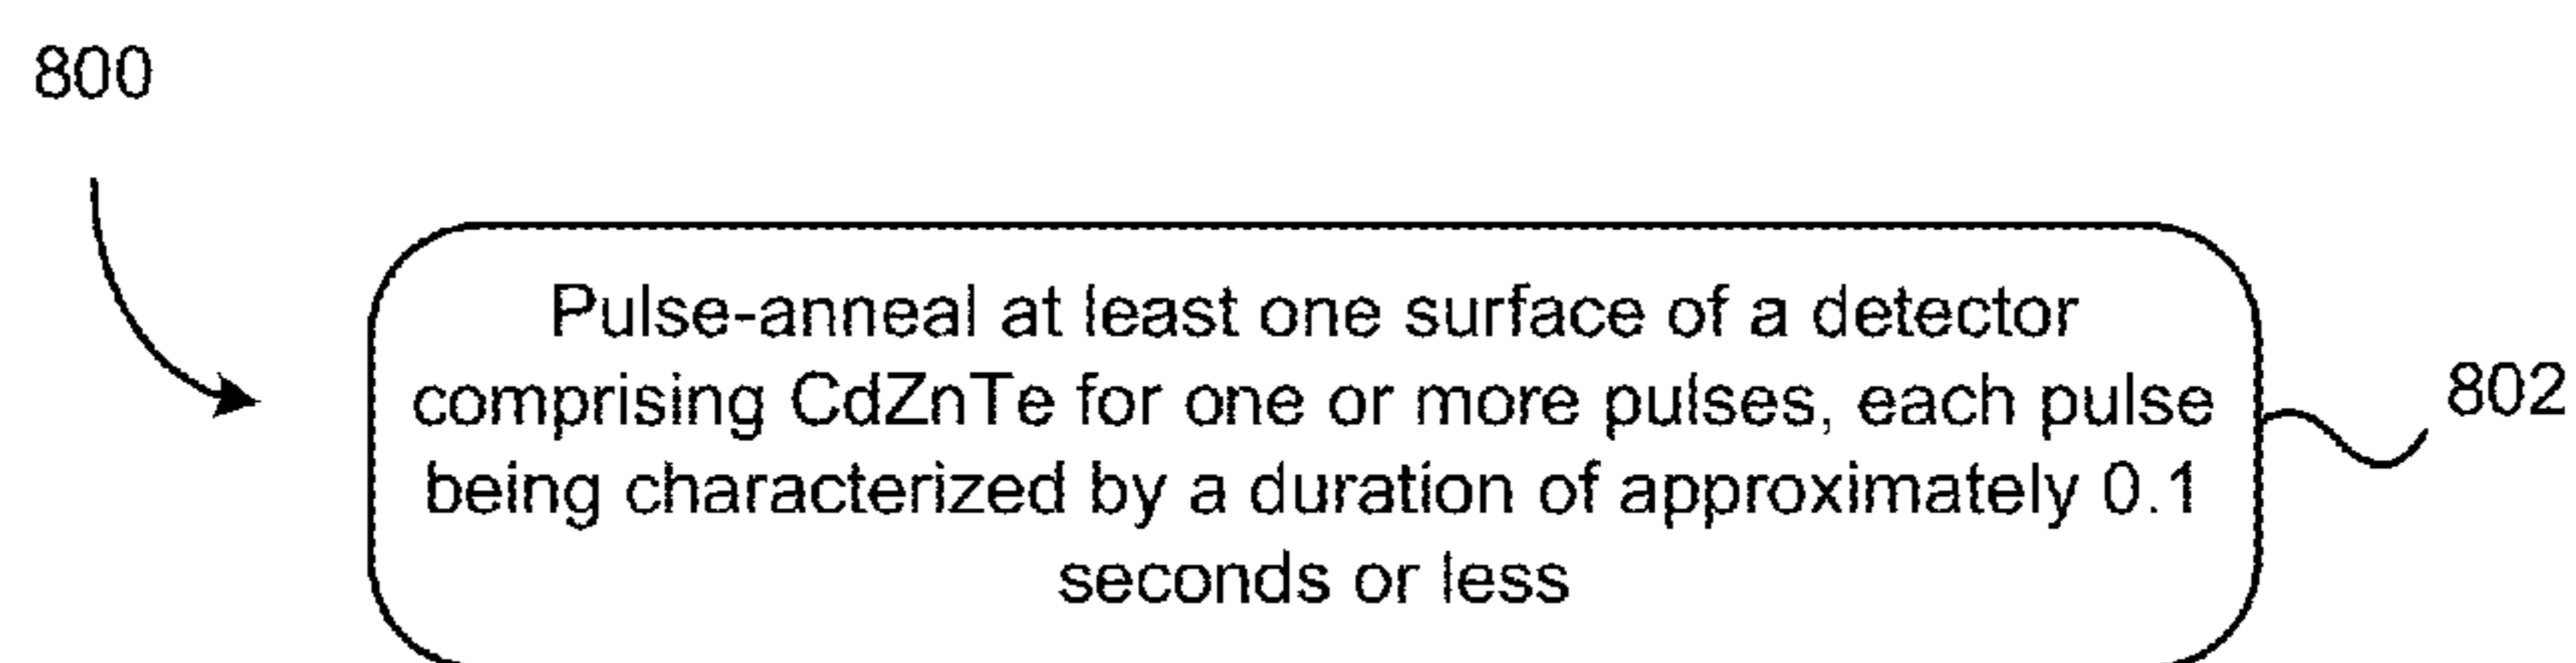 800
Pulse-anneal at least one surface of a detector
comprising CdZnTe for one or more pulses, each pulse
being characterized by a duration of approximately 0.1
seconds or less
802